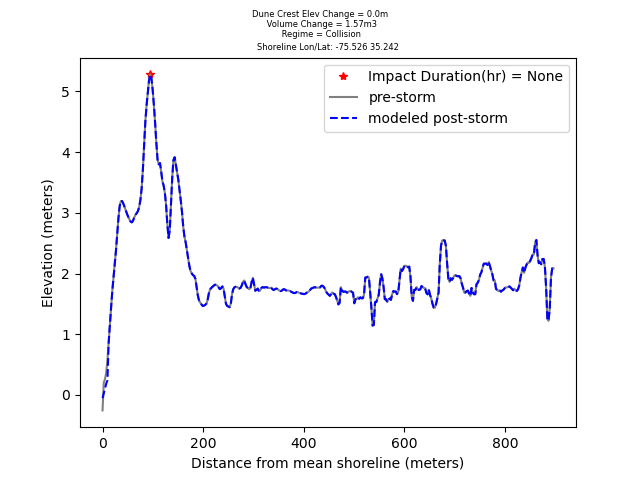 Dune Crest Elev Change = 0.0m
Volume Change = 1.57m3
Regime = Collision
Shoreline Lon/Lat: -75.526 35.242
Impact Duration(hr) = None
pre-storm
modeled post-storm
Elevation (meters)
5
4
3
2
1
0
0 200 400 600 800
Distance from mean shoreline (meters)